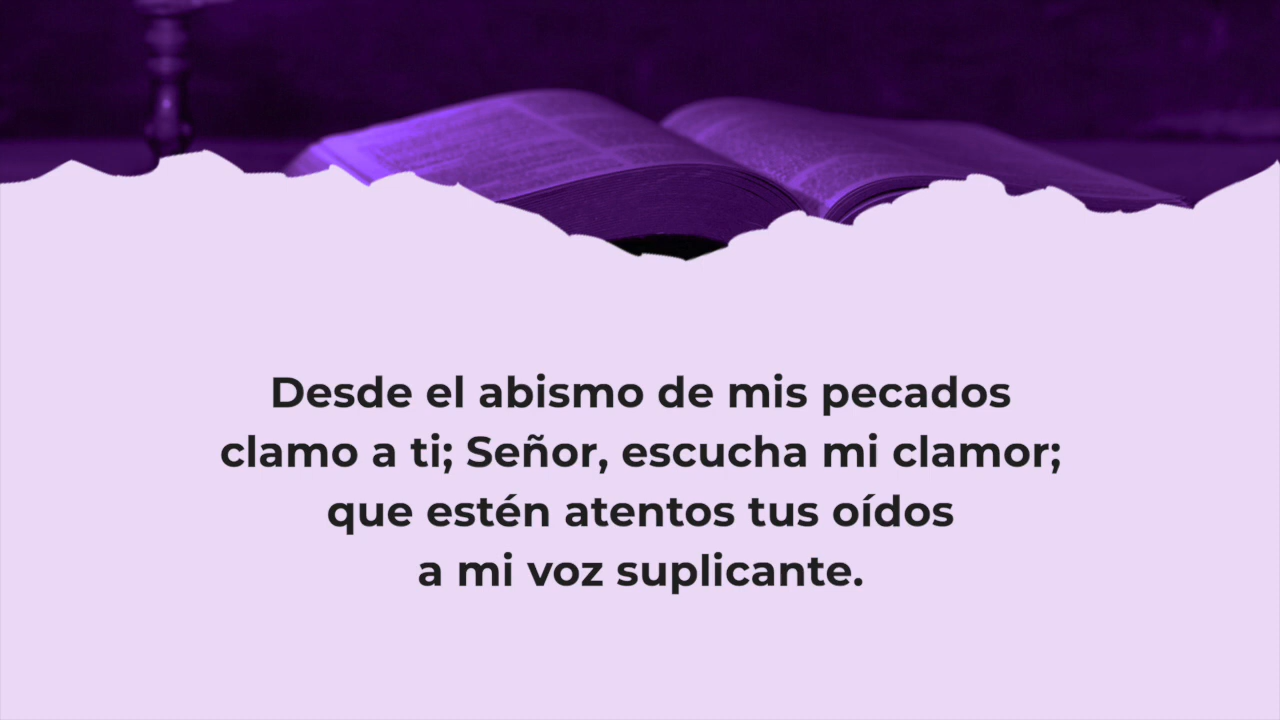 Desde el abismo de mis pecados
clamo a ti; Señor, escucha mi clamor;
que estén atentos tus oídos
a mi voz suplicante.